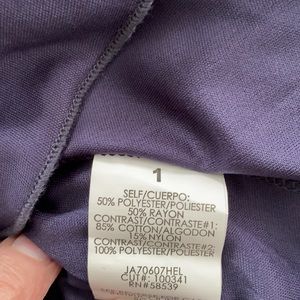 1
SELF/CUERPO:
50% POLYESTER/POLIESTER
50% RAYON
CONTRAST/CONTRASTE#1:
85% COTTON/ALGODON
15% NYLON
CONTRAST/CONTRASTE#2:
100% POLYESTER/POLIESTER
JA70607HEL
CUT#: 100341
RN#58539